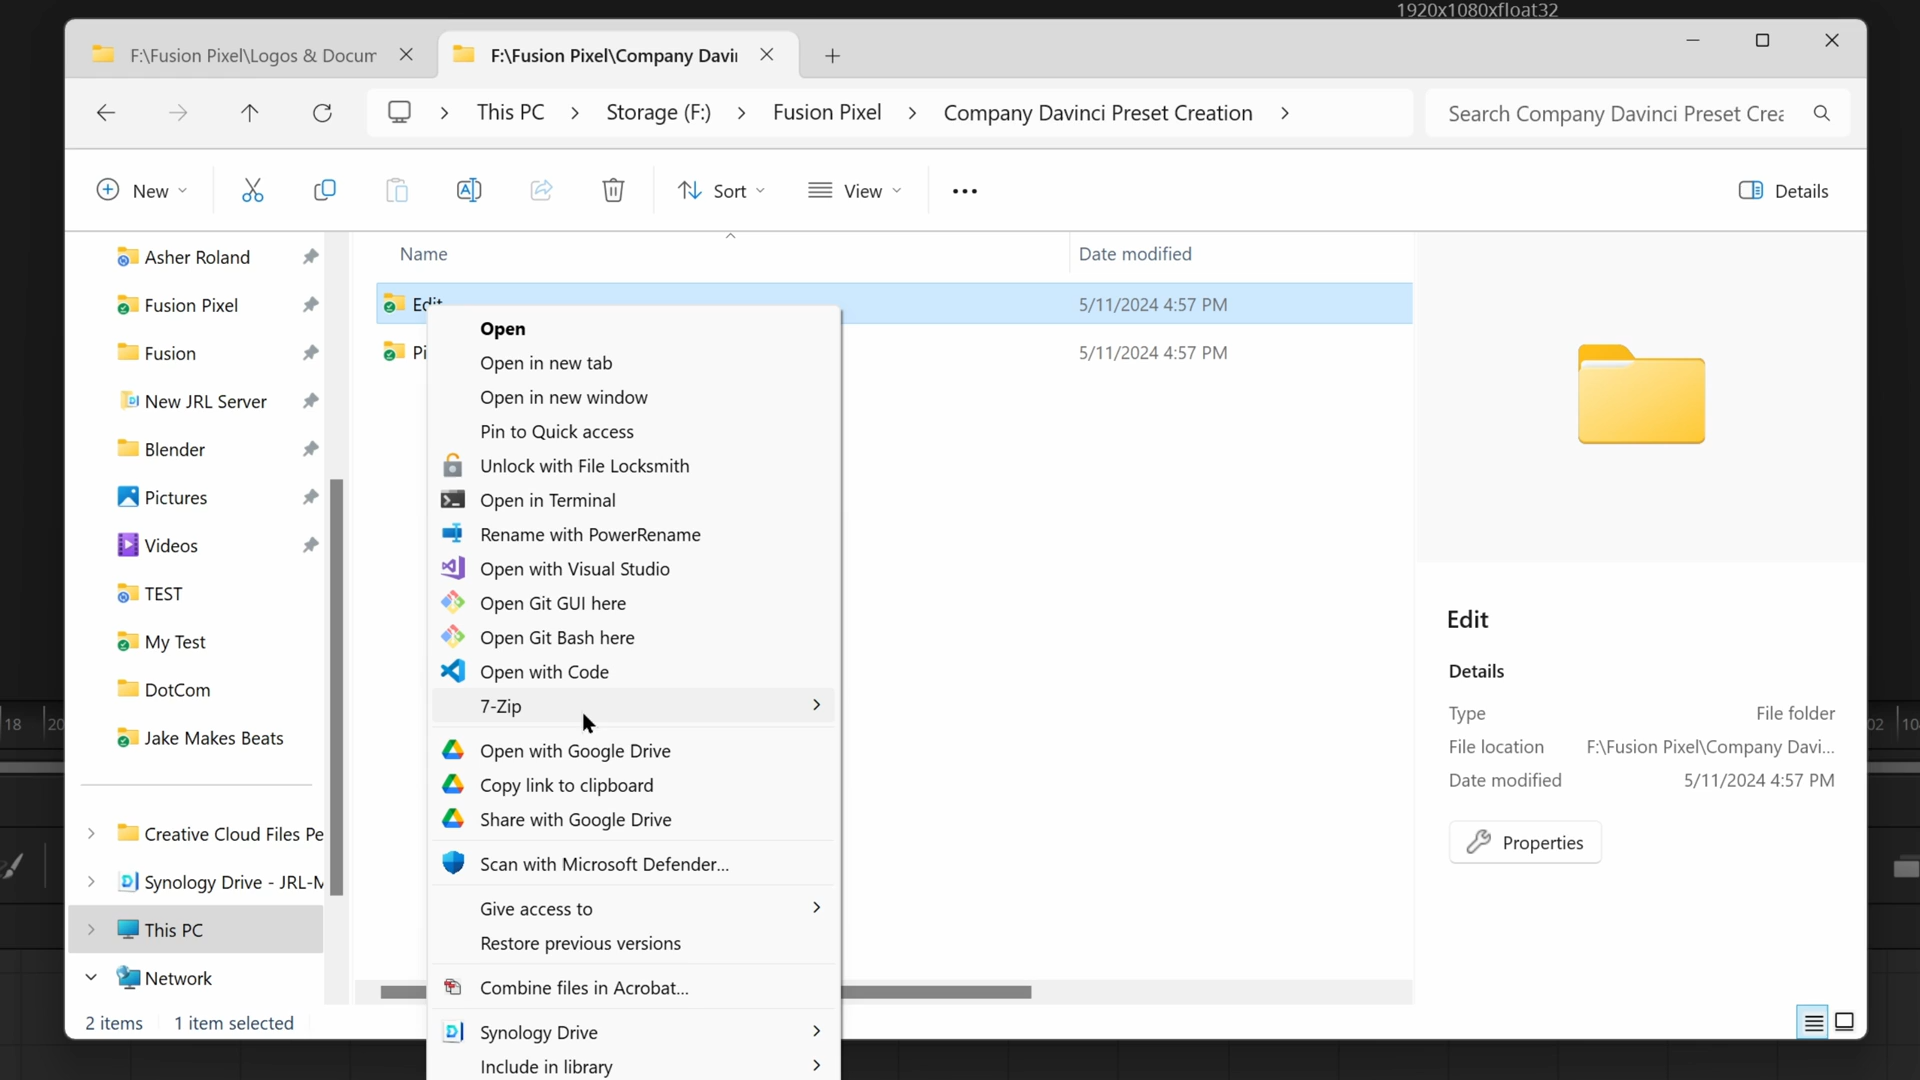 1920x1080xfloat32
F:\Fusion Pixel\Logos & Docum
F:\Fusion Pixel\Company Davi
This PC
Storage (F:)
Fusion Pixel
Company Davinci Preset Creation
Search Company Davinci Preset Crea
New
Sort
View
Details
Name
Date modified
Asher Roland
Fusion Pixel
Fusion
New JRL Server
Blender
Pictures
Videos
TEST
My Test
DotCom
Jake Makes Beats
Creative Cloud Files Pe
Synology Drive - JRL-M
This PC
Network
Edit
5/11/2024 4:57 PM
Pi
5/11/2024 4:57 PM
Open
Open in new tab
Open in new window
Pin to Quick access
Unlock with File Locksmith
Open in Terminal
Rename with PowerRename
Open with Visual Studio
Open Git GUI here
Open Git Bash here
Open with Code
7-Zip
Open with Google Drive
Copy link to clipboard
Share with Google Drive
Scan with Microsoft Defender...
Give access to
Restore previous versions
Combine files in Acrobat...
Synology Drive
Include in library
Edit
Details
Type File folder
File location F:\Fusion Pixel\Company Davi...
Date modified 5/11/2024 4:57 PM
Properties
18
20
02
10
2 items
1 item selected